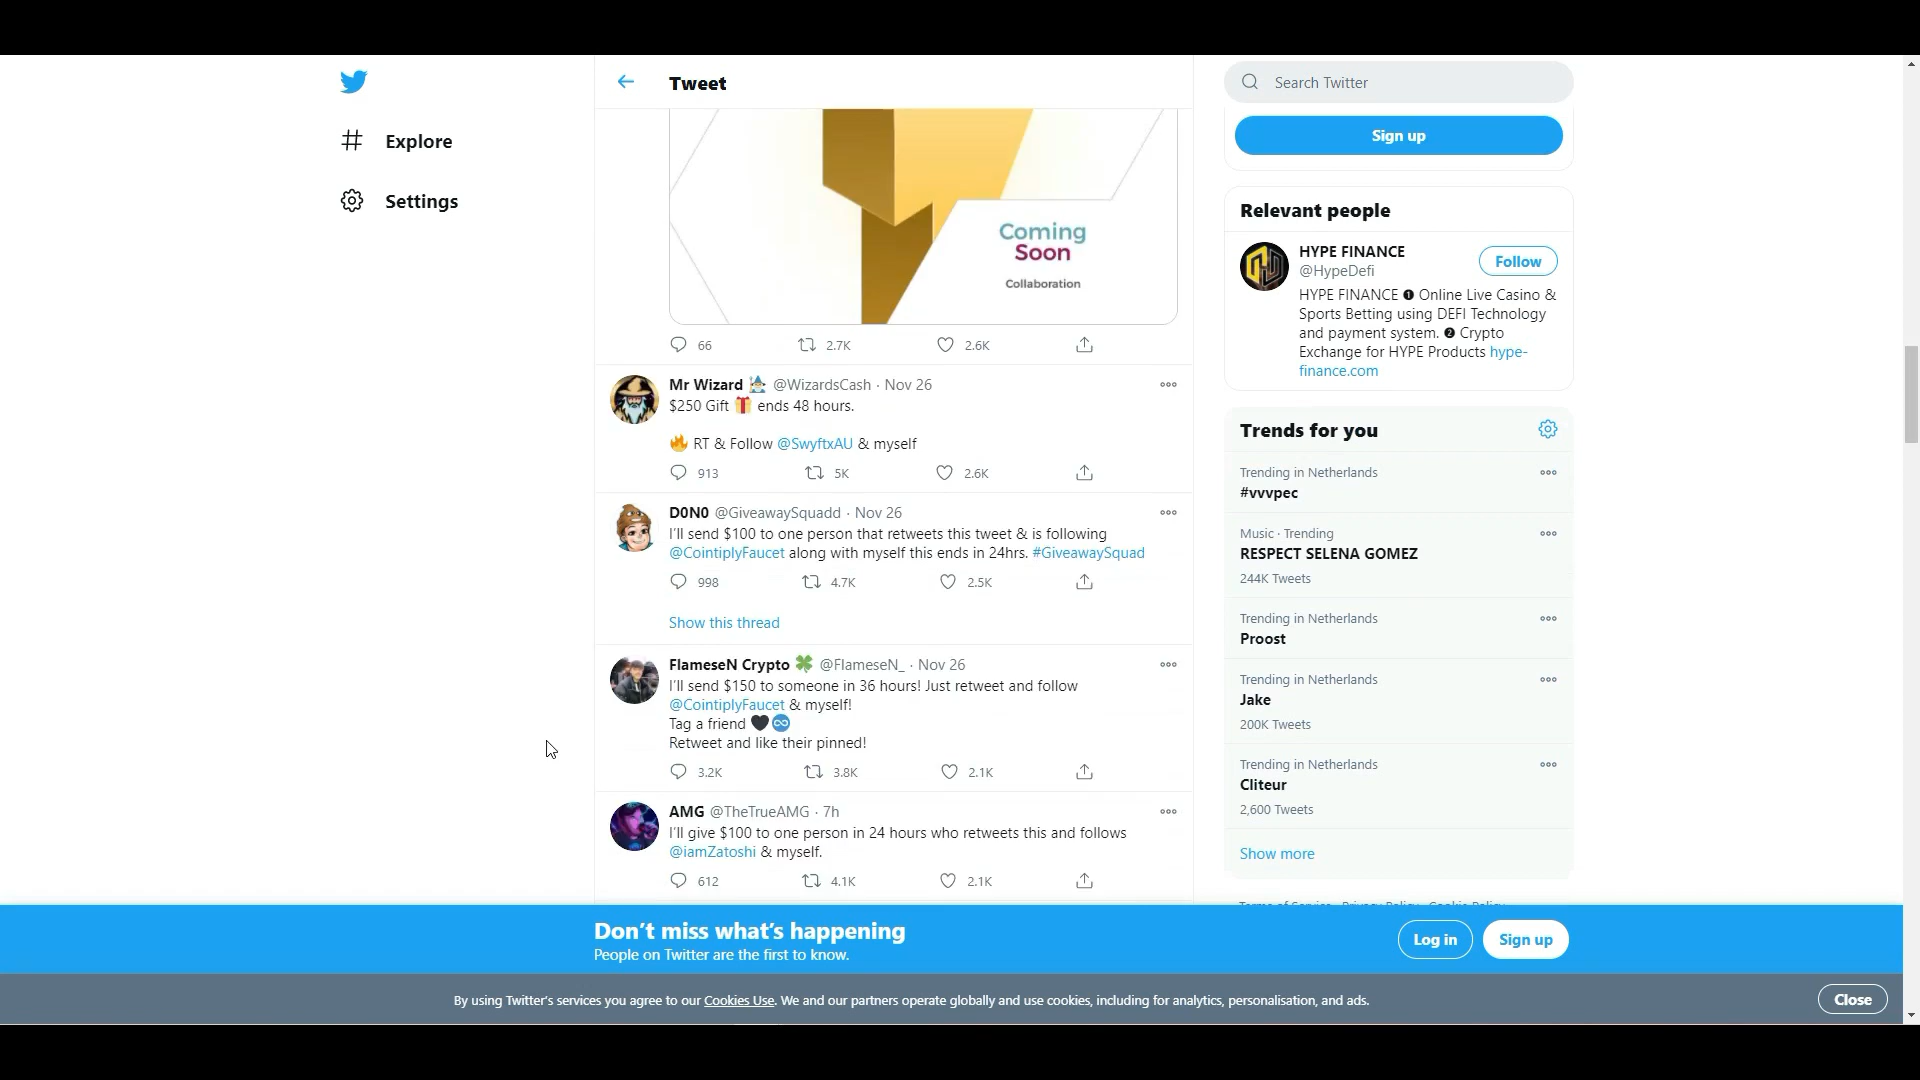 Tweet
Search Twitter
Sign up
Explore
Settings
Coming
Soon
Collaboration
66 2.7K 2.6K
Mr Wizard @WizardsCash · Nov 26
$250 Gift 🎁 ends 48 hours.
🔥 RT & Follow @SwyftxAU & myself
913 5K 2.6K
D0N0 @GiveawaySquadd · Nov 26
I'll send $100 to one person that retweets this tweet & is following
@CointiplyFaucet along with myself this ends in 24hrs. #GiveawaySquad
998 4.7K 2.5K
Show this thread
FlameseN Crypto 🍀 @FlameseN_ · Nov 26
I'll send $150 to someone in 36 hours! Just retweet and follow
@CointiplyFaucet & myself!
Tag a friend 🖤♾️
Retweet and like their pinned!
3.2K 3.8K 2.1K
AMG @TheTrueAMG · 7h
I'll give $100 to one person in 24 hours who retweets this and follows
@iamZatoshi & myself.
612 4.1K 2.1K
Relevant people
HYPE FINANCE
@HypeDefi
Follow
HYPE FINANCE ❶ Online Live Casino &
Sports Betting using DEFI Technology
and payment system. ❷ Crypto
Exchange for HYPE Products hype-
finance.com
Trends for you
Trending in Netherlands
#vvvpec
Music · Trending
RESPECT SELENA GOMEZ
244K Tweets
Trending in Netherlands
Proost
Trending in Netherlands
Jake
200K Tweets
Trending in Netherlands
Cliteur
2,600 Tweets
Show more
Terms of Service Privacy Policy Cookie Policy
Don't miss what's happening
People on Twitter are the first to know.
Log in
Sign up
By using Twitter's services you agree to our Cookies Use. We and our partners operate globally and use cookies, including for analytics, personalisation, and ads.
Close